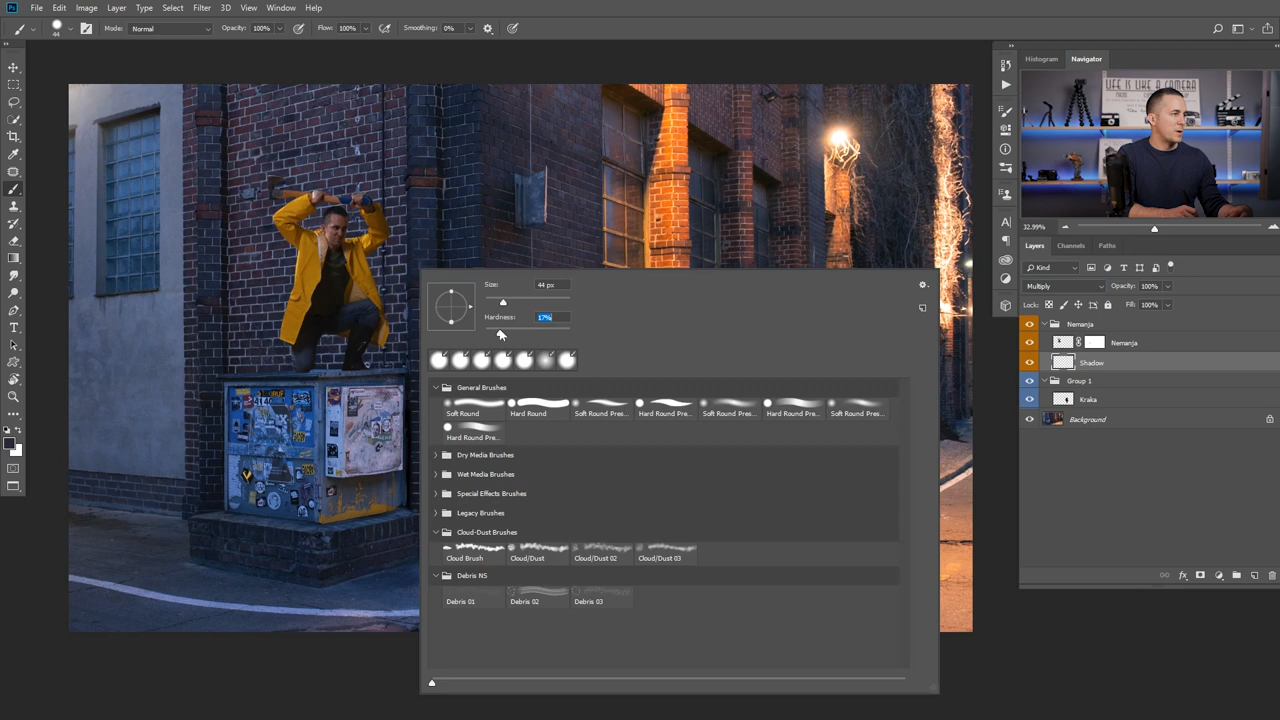 Ps File Edit Image Layer Type Select Filter 3D View Window Help
44 Mode: Normal Opacity: 100% Flow: 100% Smoothing: 0%
Histogram Navigator
LIFE IS LIKE A CAMERA
32.99%
Layers Channels Paths
Kind
Multiply Opacity: 100%
Lock: Fill: 100%
Nemanja
Nemanja
Shadow
Group 1
Kraka
Background
Size: 44 px
Hardness: 17%
General Brushes
Soft Round Hard Round Soft Round Pres... Hard Round Pre... Soft Round Pres... Hard Round Pre... Soft Round Pres...
Hard Round Pre...
Dry Media Brushes
Wet Media Brushes
Special Effects Brushes
Legacy Brushes
Cloud-Dust Brushes
Cloud Brush Cloud/Dust Cloud/Dust 02 Cloud/Dust 03
Debris NS
Debris 01 Debris 02 Debris 03